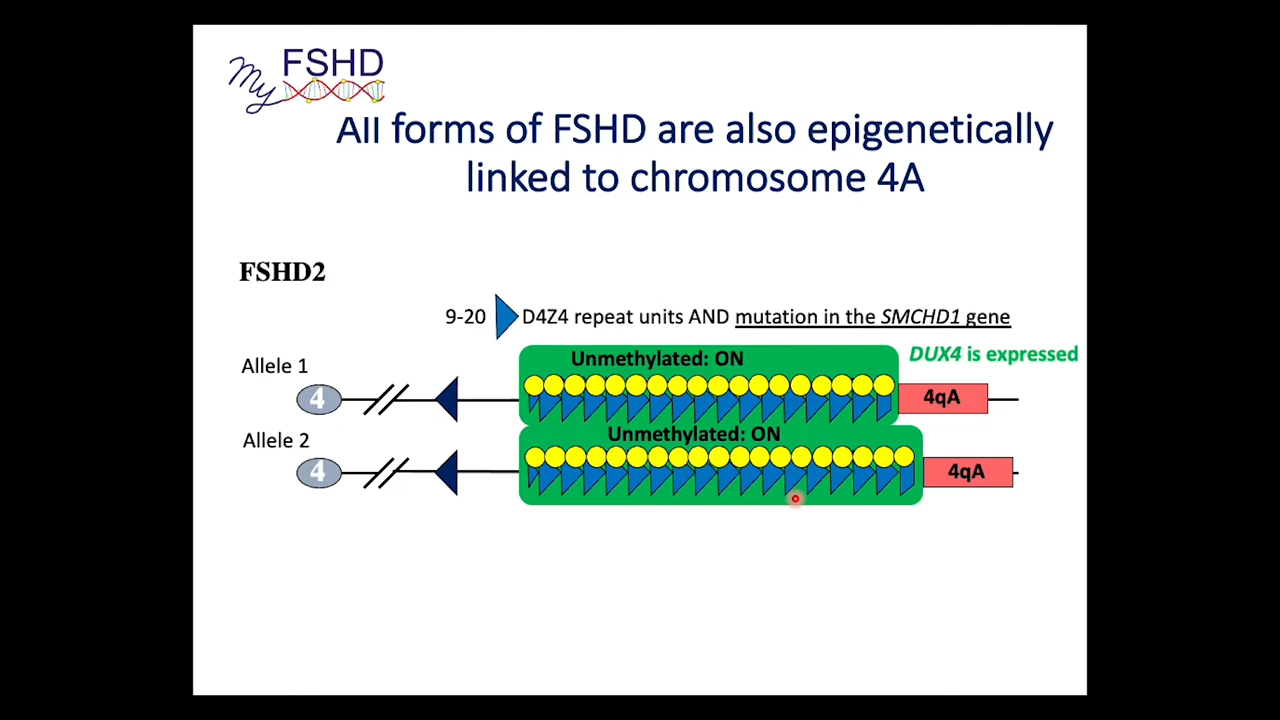 My FSHD
All forms of FSHD are also epigenetically
linked to chromosome 4A
FSHD2
9-20 D4Z4 repeat units AND mutation in the SMCHD1 gene
Unmethylated: ON
DUX4 is expressed
Allele 1
4
4qA
Allele 2
Unmethylated: ON
4
4qA